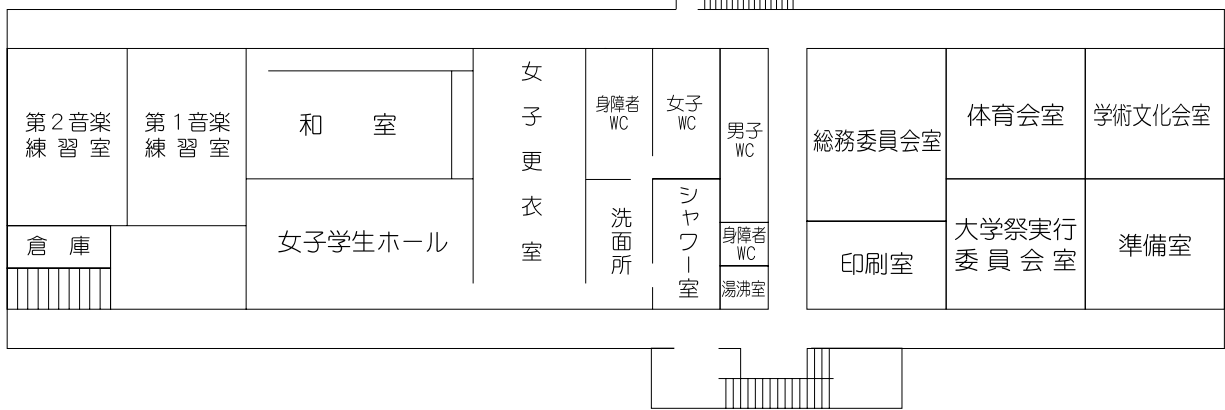 第２音楽
練習室
第１音楽
練習室
和室
女子更衣室
身障者
WC
女子
WC
男子
WC
総務委員会室
体育会室
学術文化会室
倉庫
女子学生ホール
洗面所
シャワー室
身障者
WC
湯沸室
印刷室
大学祭実行
委員会室
準備室